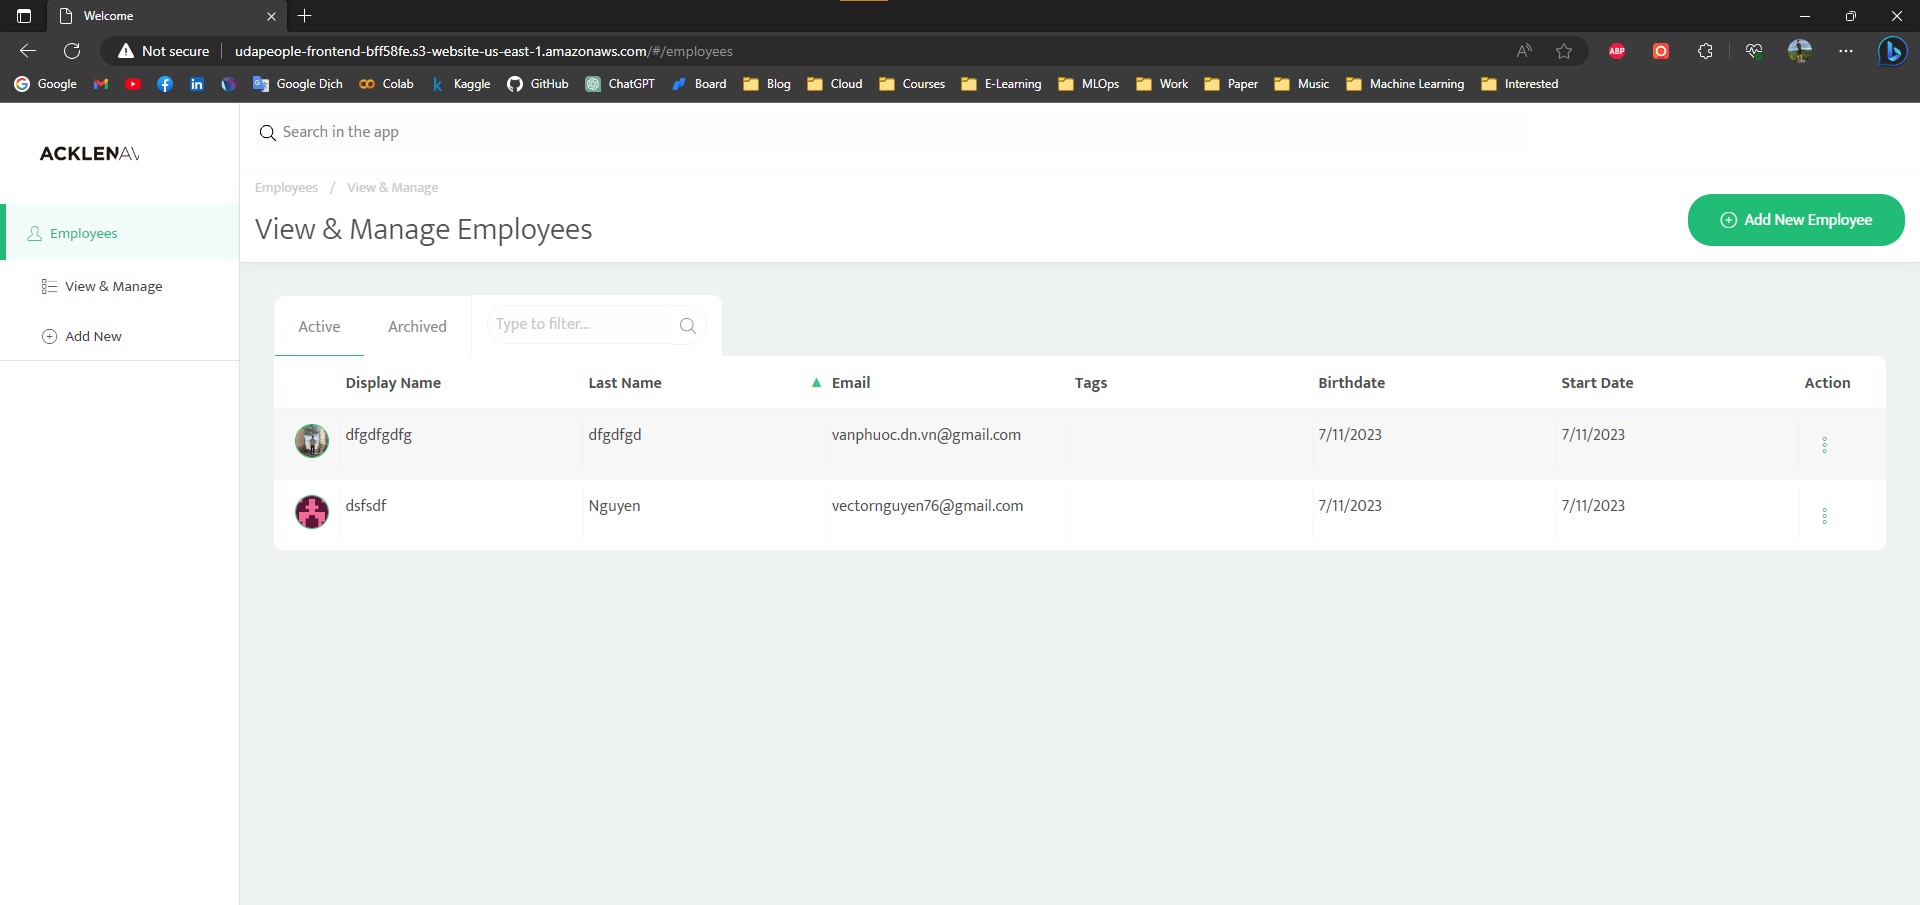 Welcome
Not secure udapeople-frontend-bff58fe.s3-website-us-east-1.amazonaws.com/#/employees
Google Google Dịch Colab Kaggle GitHub ChatGPT Board Blog Cloud Courses E-Learning MLOps Work Paper Music Machine Learning Interested
ACKLENAV
Search in the app
Employees / View & Manage
View & Manage Employees
Add New Employee
Employees
View & Manage
Add New
Active Archived Type to filter...
Display Name Last Name ▲ Email Tags Birthdate Start Date Action
dfgdfgdfg dfgdfgd vanphuoc.dn.vn@gmail.com 7/11/2023 7/11/2023
dsfsdf Nguyen vectornguyen76@gmail.com 7/11/2023 7/11/2023